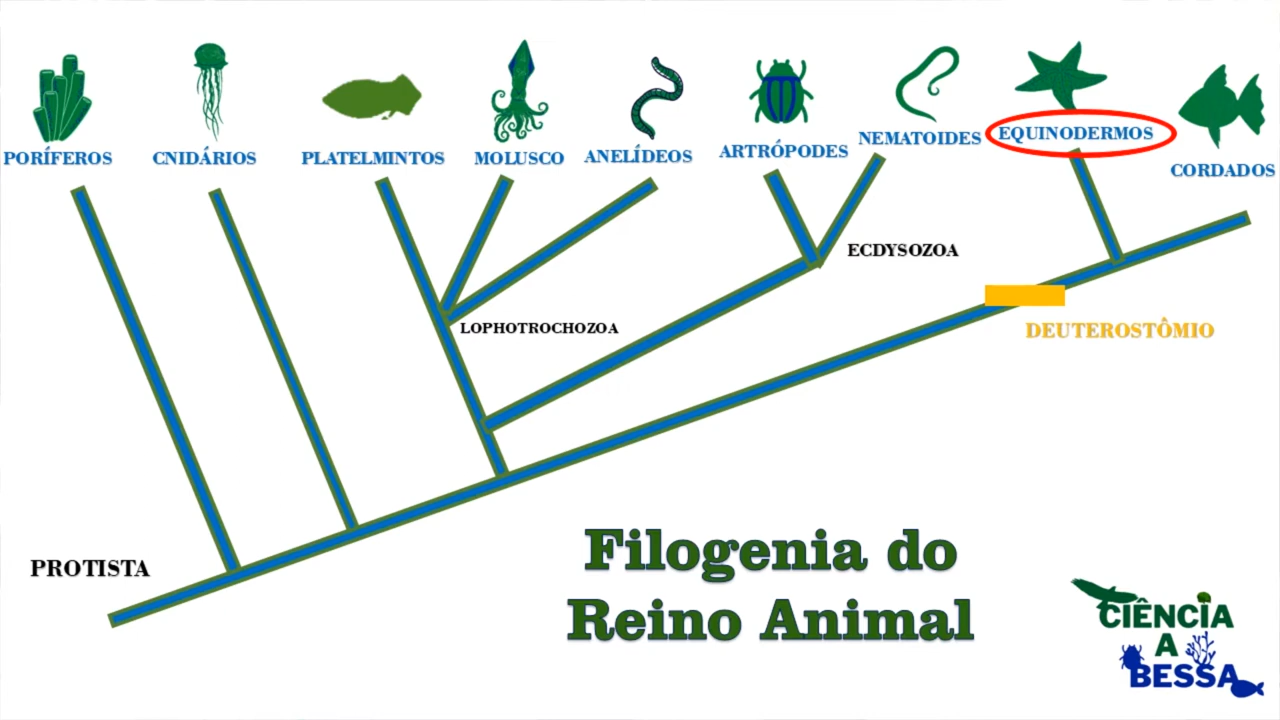 PORÍFEROS
CNIDÁRIOS
PLATELMINTOS
MOLUSCO
ANELÍDEOS
ARTRÓPODES
NEMATOIDES
EQUINODERMOS
CORDADOS
ECDYSOZOA
LOPHOTROCHOZOA
DEUTEROSTÔMIO
PROTISTA
Filogenia do
Reino Animal
CIÊNCIA
A
BESSA